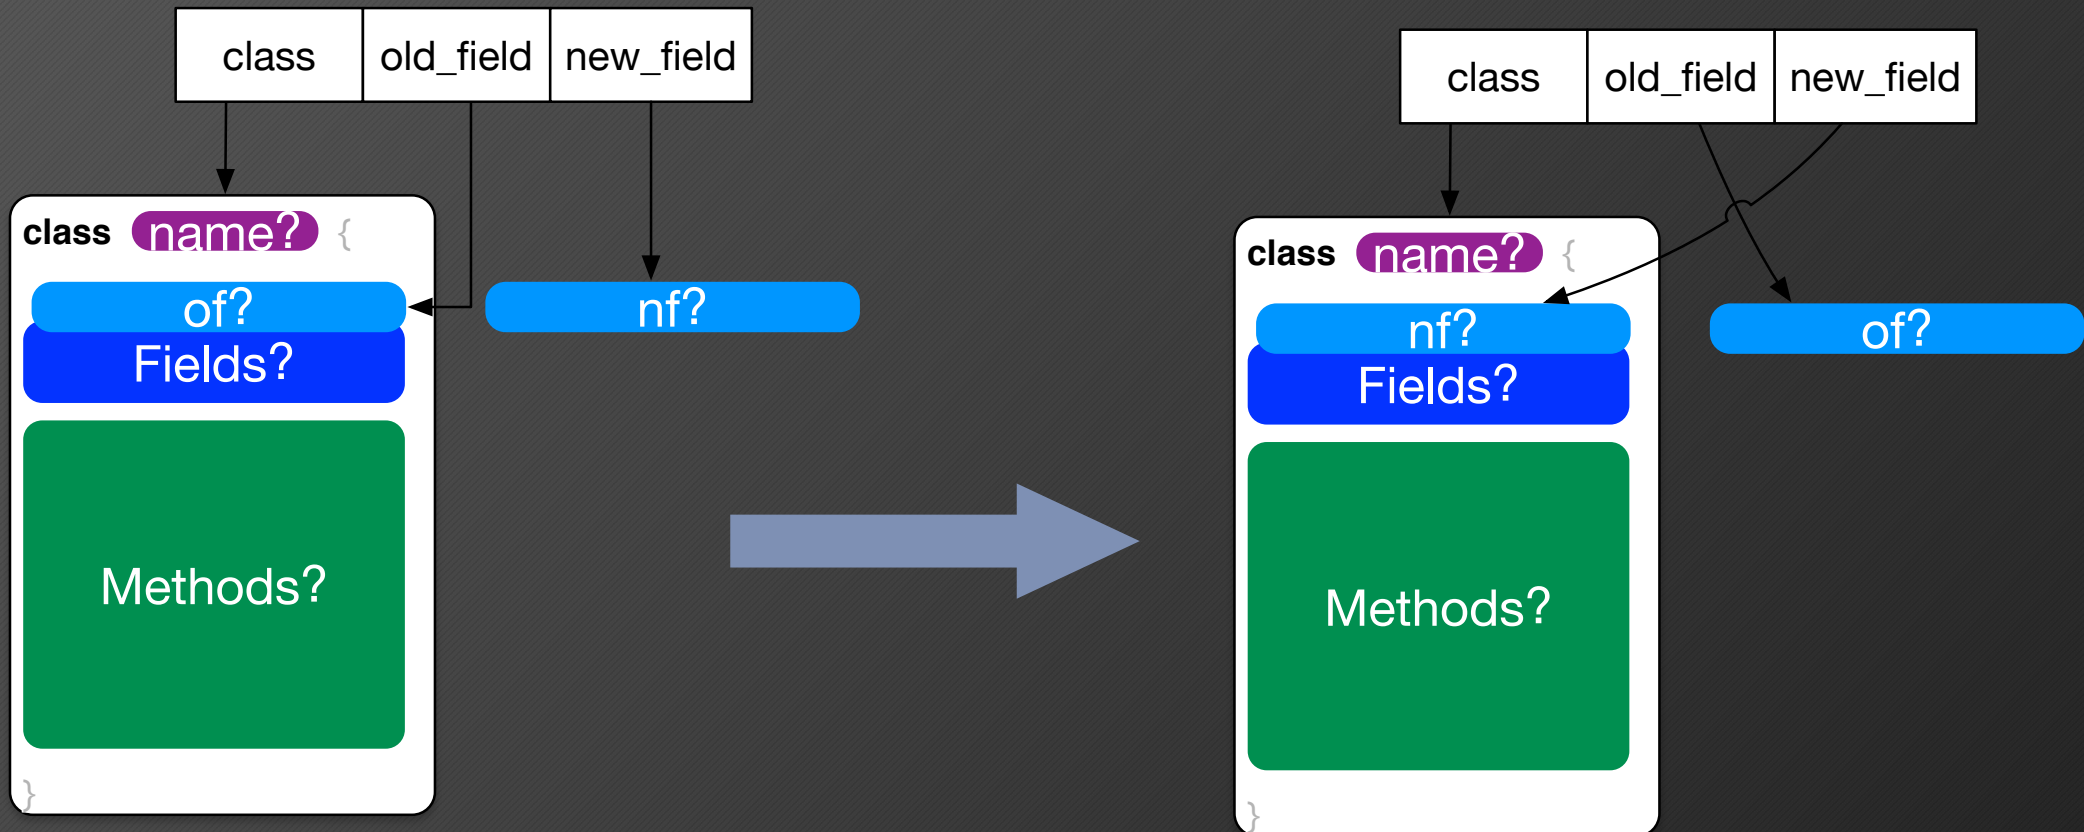 class old_field new_field
class name? {
of?
nf?
Fields?
Methods?
}
class old_field new_field
class name? {
nf?
of?
Fields?
Methods?
}